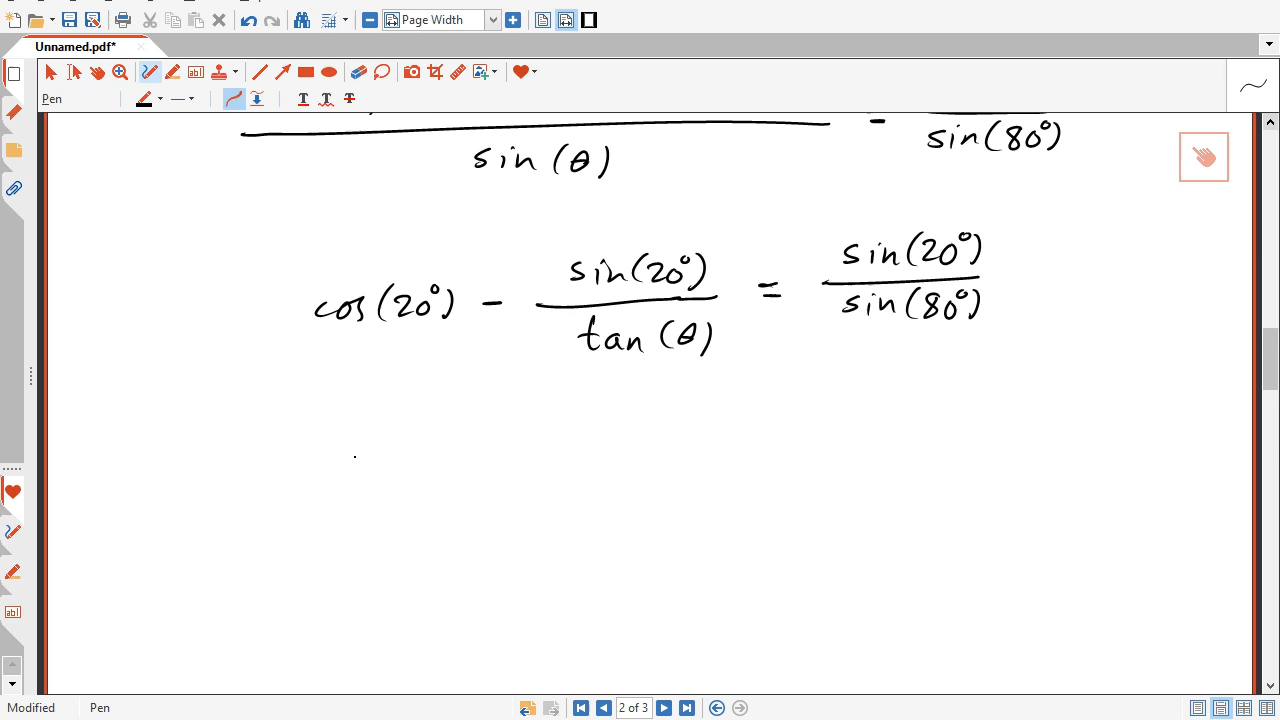 Page Width
Unnamed.pdf*
Pen
sin(θ)
=
sin(80°)
cos(20°) - sin(20°) / tan(θ) = sin(20°) / sin(80°)
Modified
Pen
2 of 3